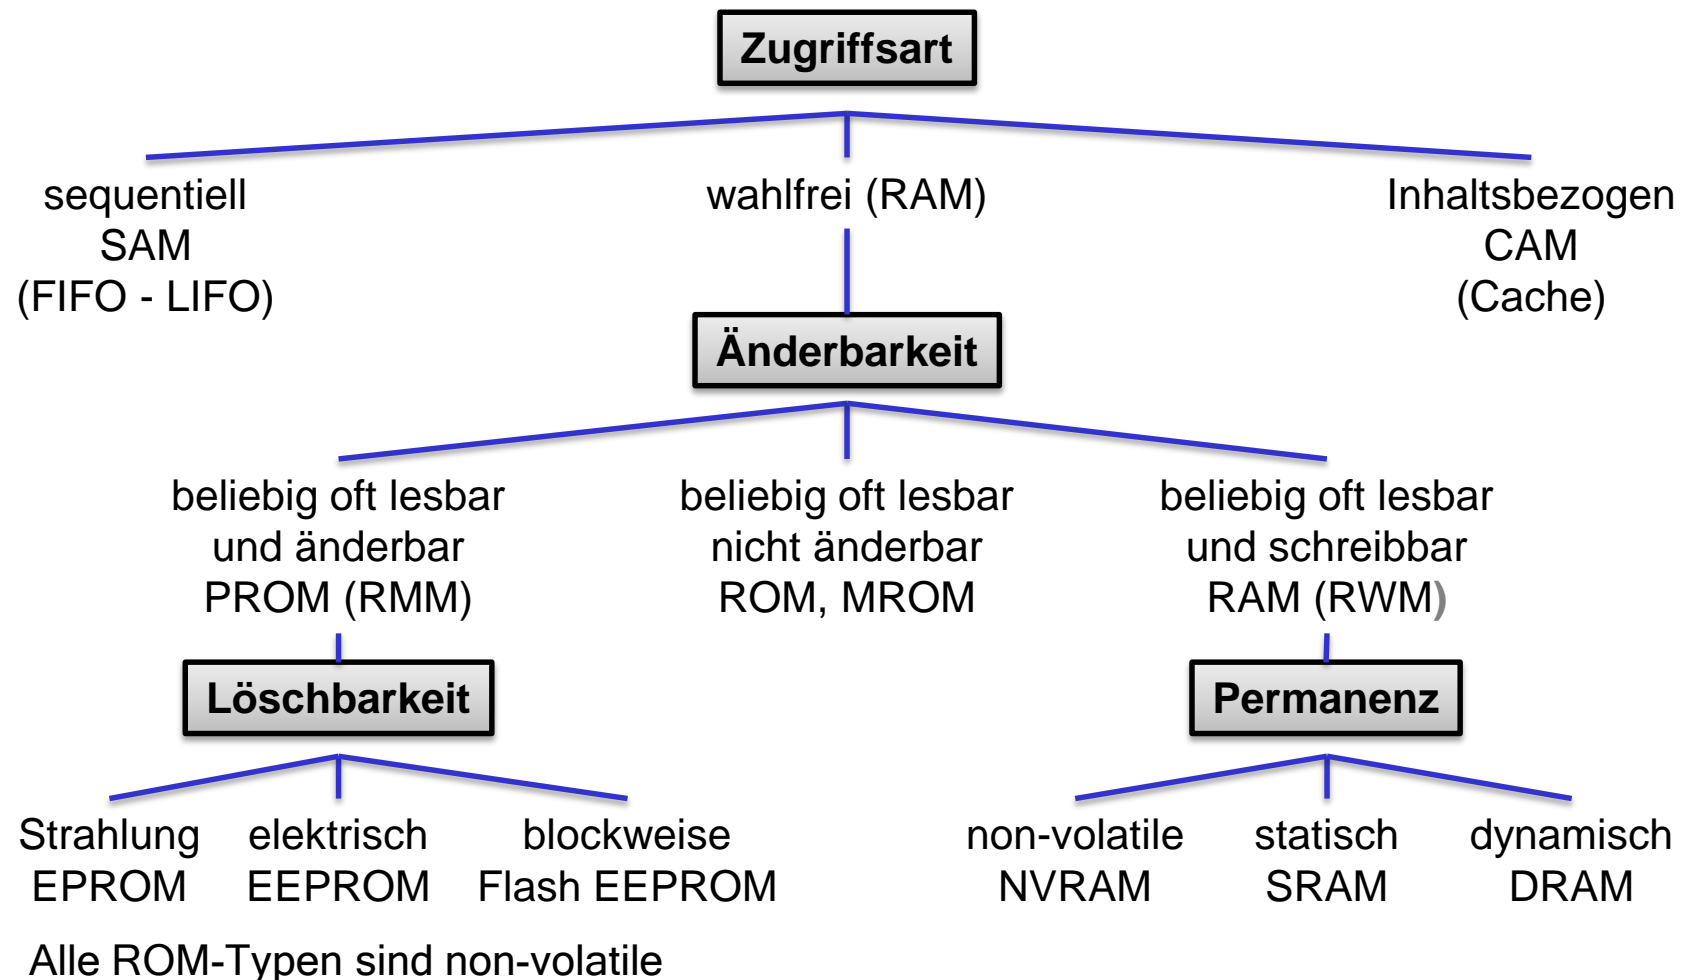 Zugriffsart
sequentiell
SAM
(FIFO - LIFO)
wahlfrei (RAM)
Inhaltsbezogen
CAM
(Cache)
Änderbarkeit
beliebig oft lesbar
und änderbar
PROM (RMM)
beliebig oft lesbar
nicht änderbar
ROM, MROM
beliebig oft lesbar
und schreibbar
RAM (RWM)
Löschbarkeit
Permanenz
Strahlung
EPROM
elektrisch
EEPROM
blockweise
Flash EEPROM
non-volatile
NVRAM
statisch
SRAM
dynamisch
DRAM
Alle ROM-Typen sind non-volatile